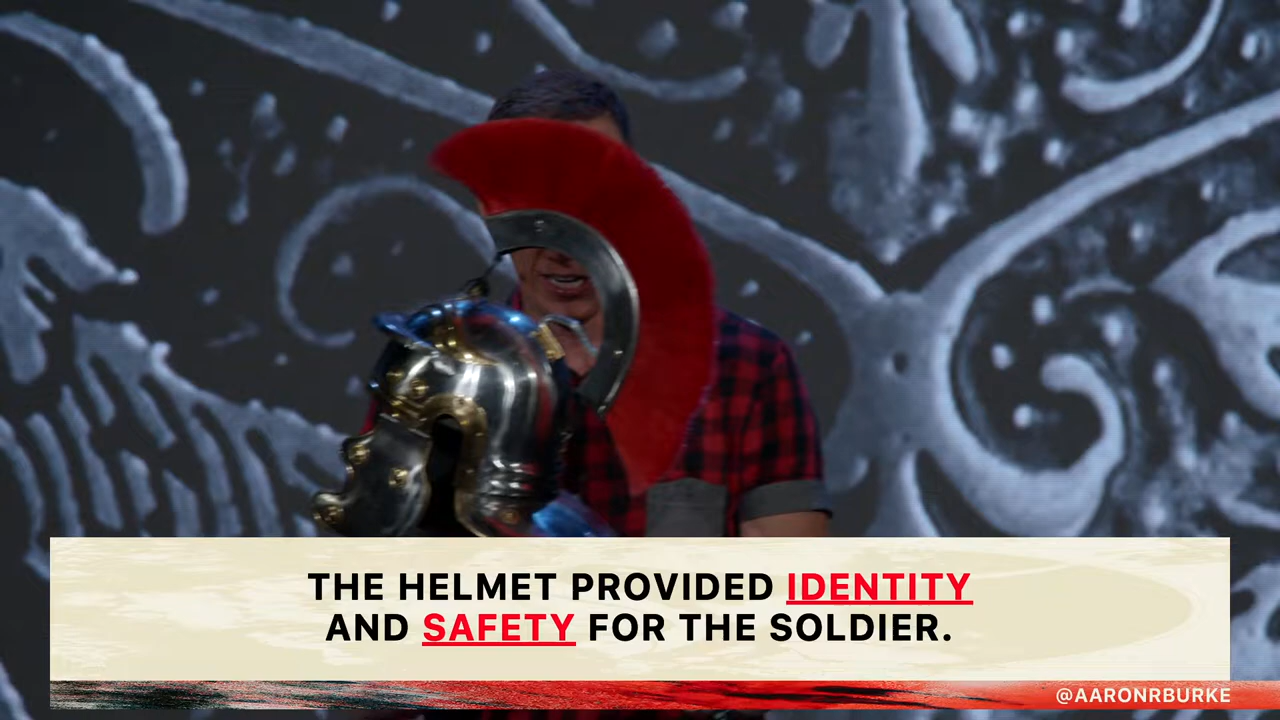 THE HELMET PROVIDED IDENTITY
AND SAFETY FOR THE SOLDIER.
@AARONRBURKE